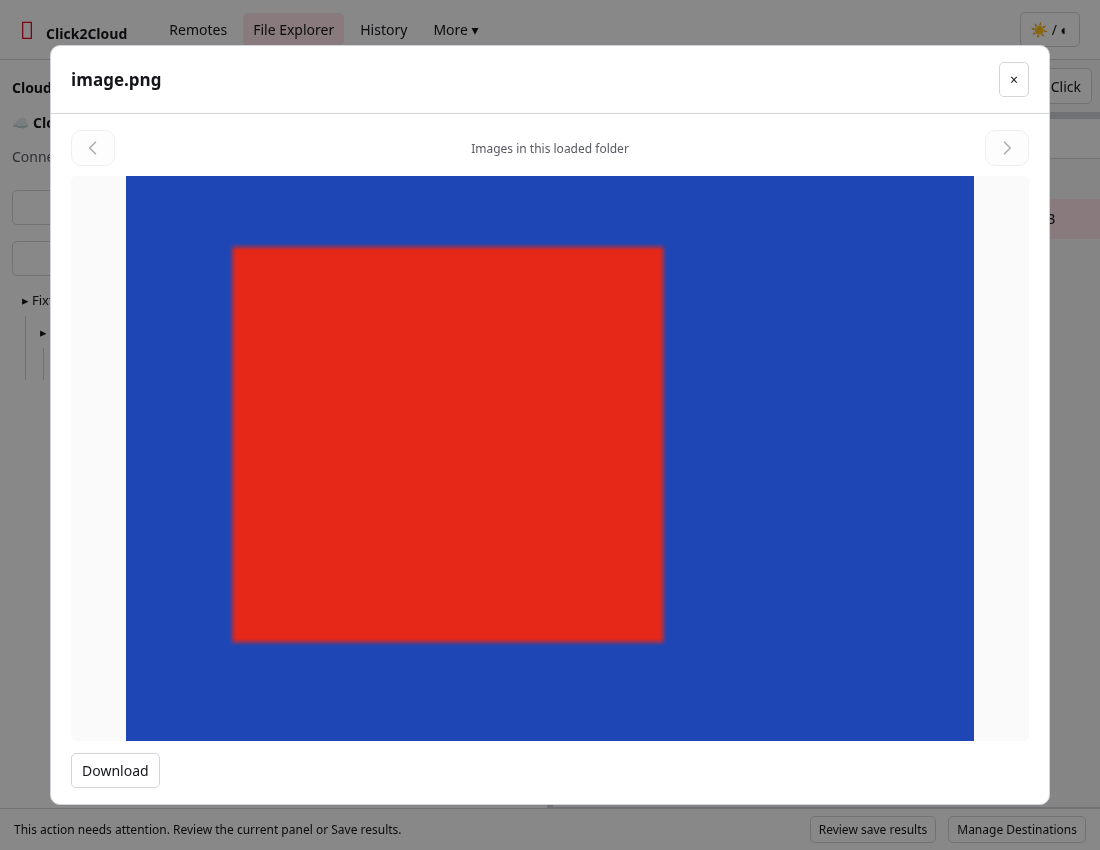 Click2Cloud
Remotes
File Explorer
History
More ▾
☀️ /
image.png
×
Cloud
Click
☁️ Clo
Conne
Images in this loaded folder
▸ Fix
▸
Download
This action needs attention. Review the current panel or Save results.
Review save results
Manage Destinations